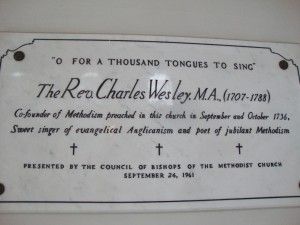 "O FOR A THOUSAND TONGUES TO SING"
The Rev. Charles Wesley, M.A., (1707-1788)
Co-founder of Methodism preached in this church in September and October 1736.
Sweet singer of evangelical Anglicanism and poet of jubilant Methodism
PRESENTED BY THE COUNCIL OF BISHOPS OF THE METHODIST CHURCH
SEPTEMBER 24, 1961